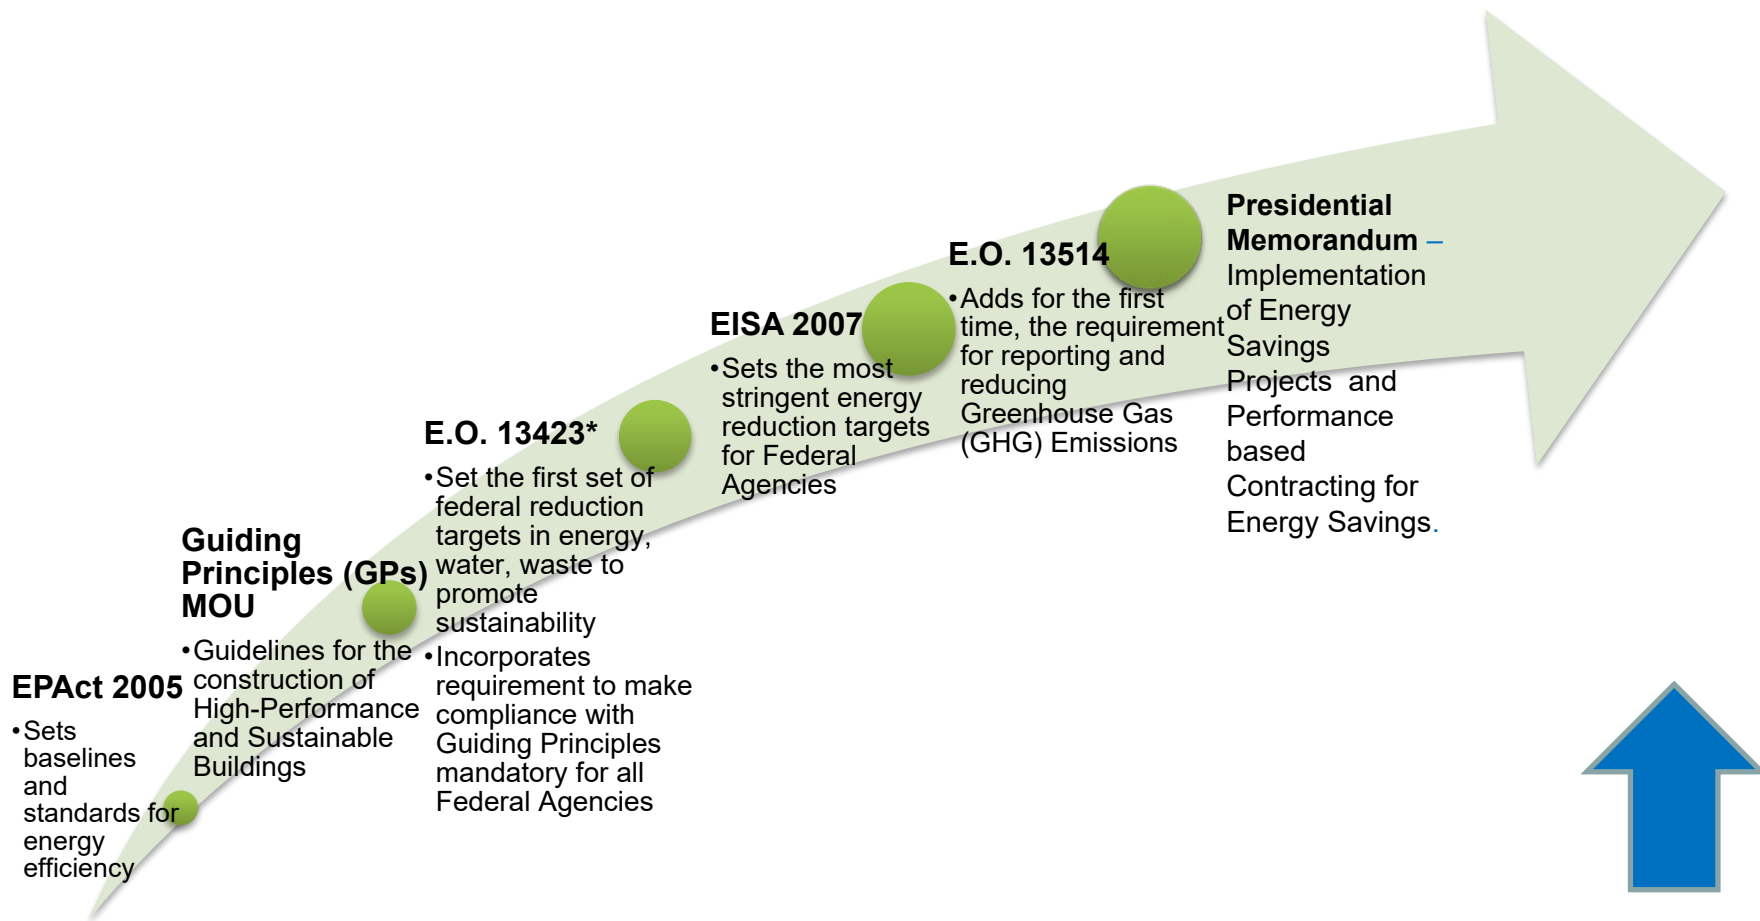 EPAct 2005
•Sets
baselines
and
standards for
energy
efficiency
Guiding
Principles (GPs)
MOU
•Guidelines for the
construction of
High-Performance
and Sustainable
Buildings
E.O. 13423*
•Set the first set of
federal reduction
targets in energy,
water, waste to
promote
sustainability
•Incorporates
requirement to make
compliance with
Guiding Principles
mandatory for all
Federal Agencies
EISA 2007
•Sets the most
stringent energy
reduction targets
for Federal
Agencies
E.O. 13514
•Adds for the first
time, the requirement
for reporting and
reducing
Greenhouse Gas
(GHG) Emissions
Presidential
Memorandum –
Implementation
of Energy
Savings
Projects  and
Performance
based
Contracting for
Energy Savings.